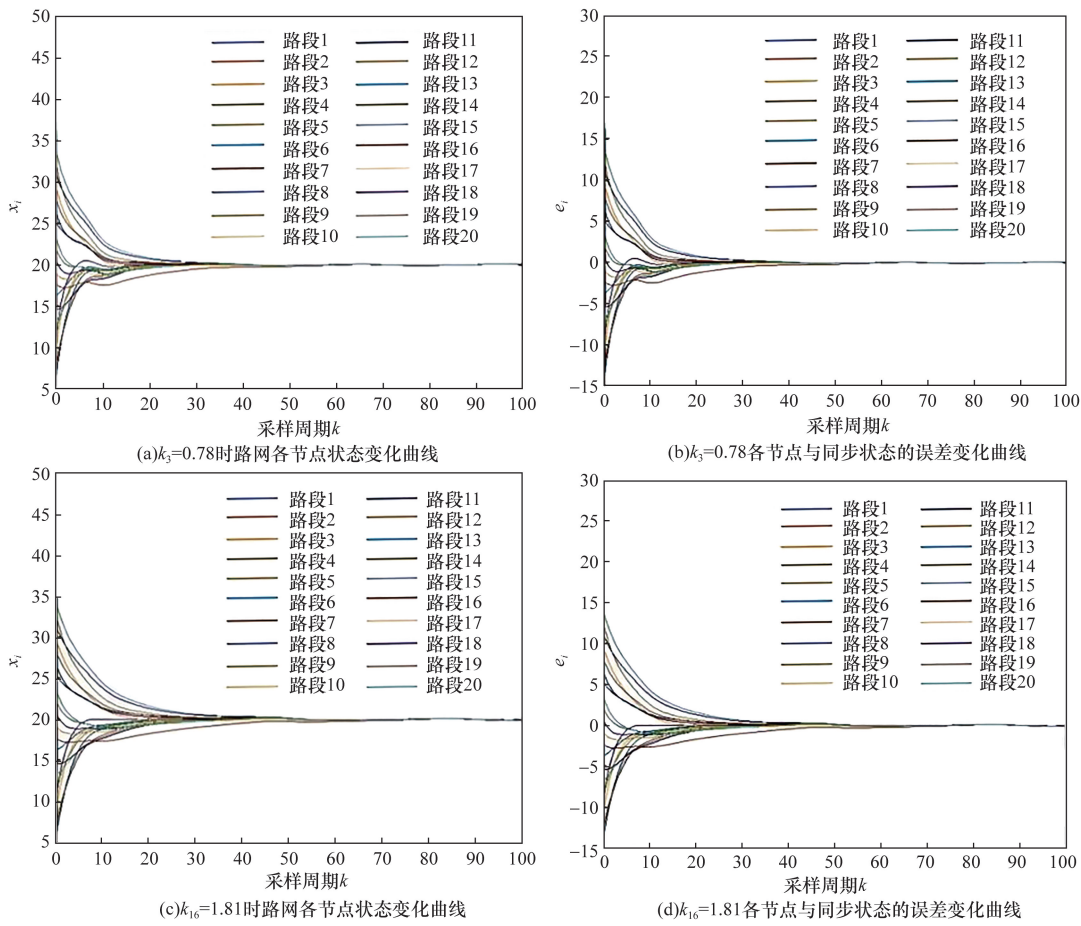 50
45
40
35
30
25
20
15
10
5
x_i
路段1 路段11
路段2 路段12
路段3 路段13
路段4 路段14
路段5 路段15
路段6 路段16
路段7 路段17
路段8 路段18
路段9 路段19
路段10 路段20
0 10 20 30 40 50 60 70 80 90 100
采样周期k
(a)k₃=0.78时路网各节点状态变化曲线
30
25
20
15
10
5
0
−5
−10
−15
e_i
路段1 路段11
路段2 路段12
路段3 路段13
路段4 路段14
路段5 路段15
路段6 路段16
路段7 路段17
路段8 路段18
路段9 路段19
路段10 路段20
0 10 20 30 40 50 60 70 80 90 100
采样周期k
(b)k₃=0.78各节点与同步状态的误差变化曲线
50
45
40
35
30
25
20
15
10
5
x_i
路段1 路段11
路段2 路段12
路段3 路段13
路段4 路段14
路段5 路段15
路段6 路段16
路段7 路段17
路段8 路段18
路段9 路段19
路段10 路段20
0 10 20 30 40 50 60 70 80 90 100
采样周期k
(c)k₁₆=1.81时路网各节点状态变化曲线
30
25
20
15
10
5
0
−5
−10
−15
e_i
路段1 路段11
路段2 路段12
路段3 路段13
路段4 路段14
路段5 路段15
路段6 路段16
路段7 路段17
路段8 路段18
路段9 路段19
路段10 路段20
0 10 20 30 40 50 60 70 80 90 100
采样周期k
(d)k₁₆=1.81各节点与同步状态的误差变化曲线